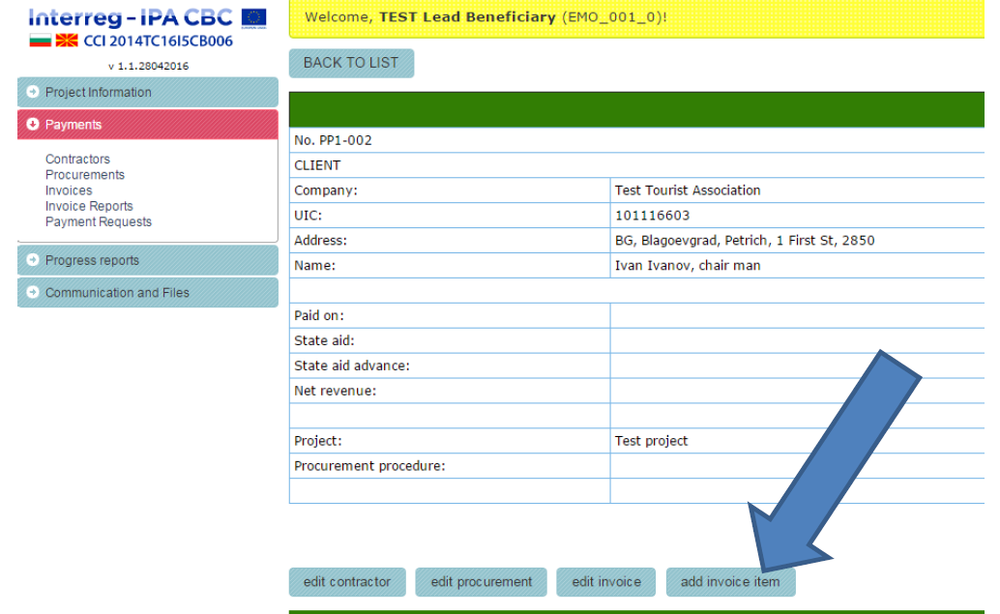 Interreg - IPA CBC
CCI 2014TC16I5CB006
v 1.1.28042016
Project Information
Payments
Contractors
Procurements
Invoices
Invoice Reports
Payment Requests
Progress reports
Communication and Files
Welcome, TEST Lead Beneficiary (EMO_001_0)!
BACK TO LIST
No. PP1-002
CLIENT
Company: Test Tourist Association
UIC: 101116603
Address: BG, Blagoevgrad, Petrich, 1 First St, 2850
Name: Ivan Ivanov, chair man
Paid on:
State aid:
State aid advance:
Net revenue:
Project: Test project
Procurement procedure:
edit contractor edit procurement edit invoice add invoice item